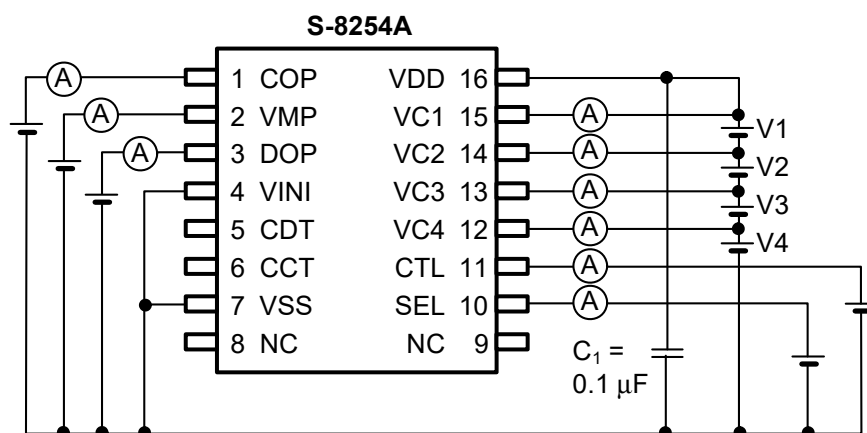 S-8254A
A
1 COP VDD 16
A
2 VMP VC1 15
A
V1
A
3 DOP VC2 14
A
V2
4 VINI VC3 13
A
V3
5 CDT VC4 12
A
V4
6 CCT CTL 11
A
7 VSS SEL 10
A
8 NC NC 9
C₁ =
0.1 μF